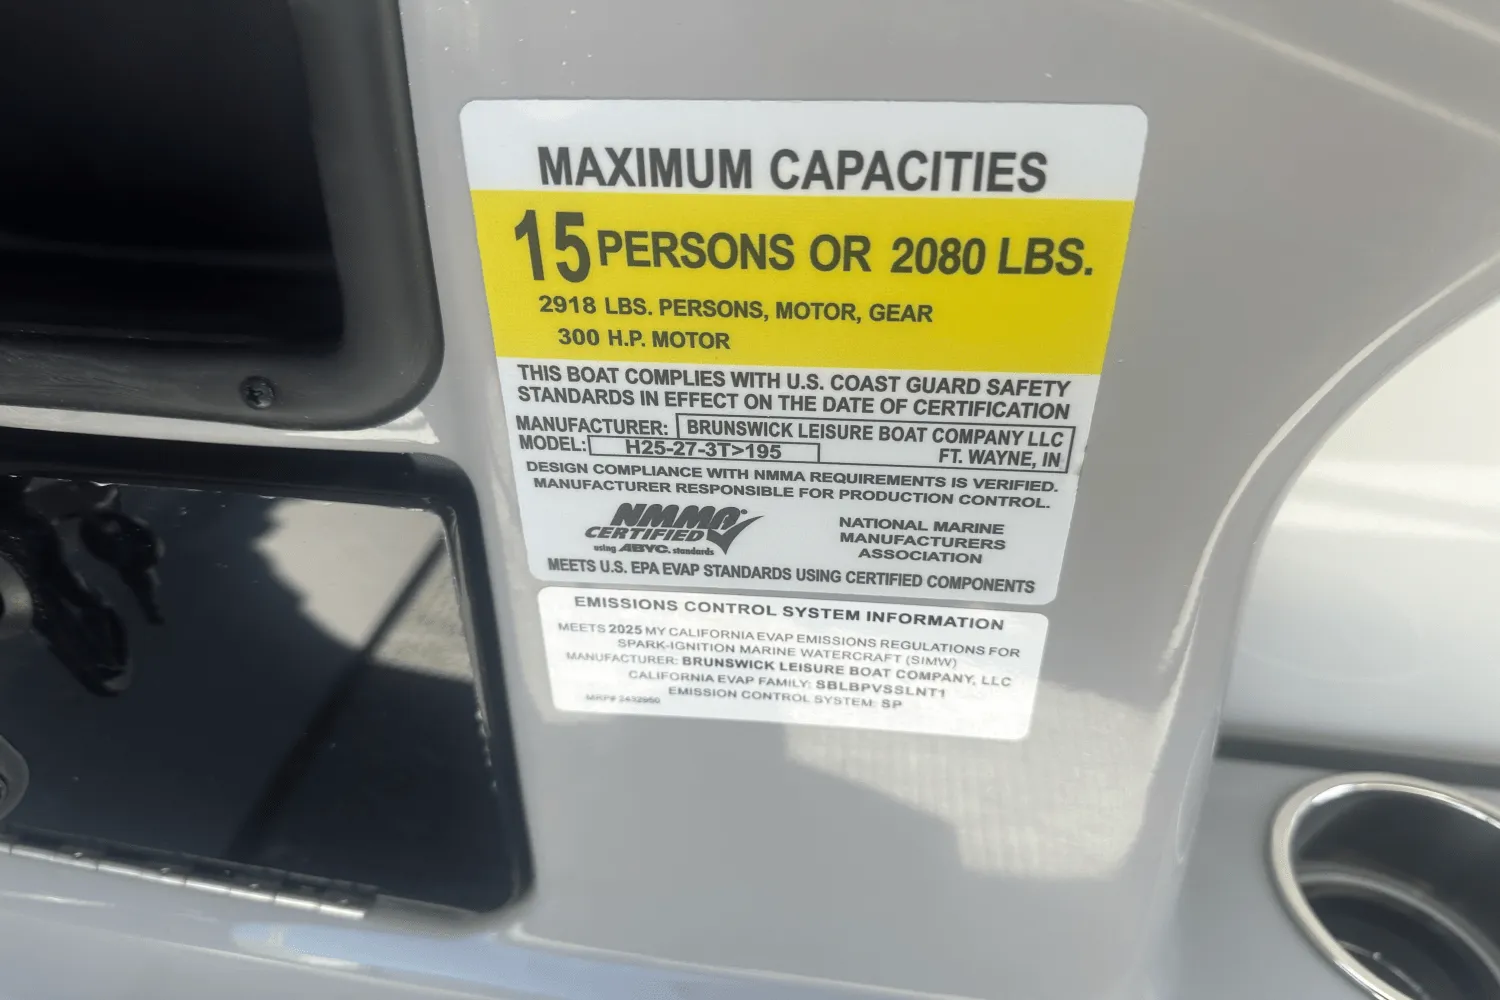 MAXIMUM CAPACITIES
15 PERSONS OR 2080 LBS.
2918 LBS. PERSONS, MOTOR, GEAR
300 H.P. MOTOR
THIS BOAT COMPLIES WITH U.S. COAST GUARD SAFETY
STANDARDS IN EFFECT ON THE DATE OF CERTIFICATION
MANUFACTURER: BRUNSWICK LEISURE BOAT COMPANY LLC
MODEL: H25-27-3T>195 FT. WAYNE, IN
DESIGN COMPLIANCE WITH NMMA REQUIREMENTS IS VERIFIED.
MANUFACTURER RESPONSIBLE FOR PRODUCTION CONTROL.
NMMA
CERTIFIED
using ABYC. standards
NATIONAL MARINE
MANUFACTURERS
ASSOCIATION
MEETS U.S. EPA EVAP STANDARDS USING CERTIFIED COMPONENTS
EMISSIONS CONTROL SYSTEM INFORMATION
MEETS 2025 MY CALIFORNIA EVAP EMISSIONS REGULATIONS FOR
SPARK-IGNITION MARINE WATERCRAFT (SIMW)
MANUFACTURER: BRUNSWICK LEISURE BOAT COMPANY, LLC
CALIFORNIA EVAP FAMILY: SBLBPVSSLNT1
MRP# 2432950 EMISSION CONTROL SYSTEM: SP